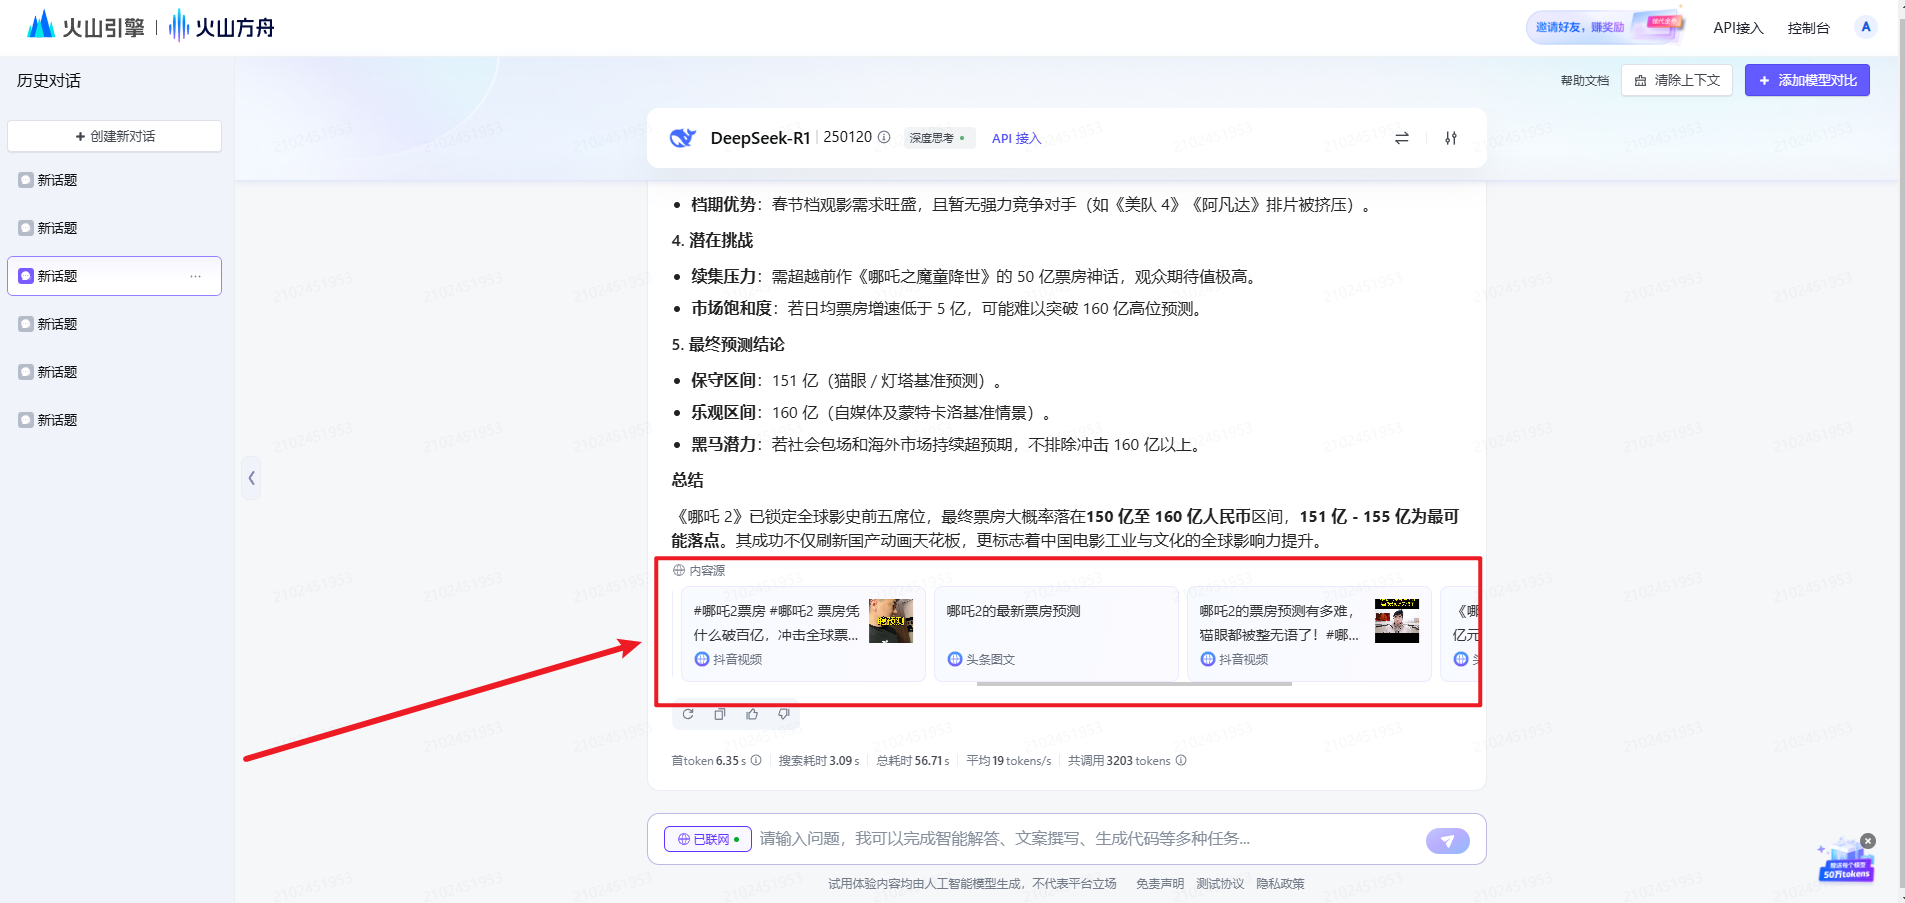 火山引擎 | 火山方舟
邀请好友，赚奖励
API接入
控制台
A
历史对话
+ 创建新对话
新话题
新话题
新话题 ...
新话题
新话题
新话题
帮助文档
清除上下文
+ 添加模型对比
DeepSeek-R1 | 250120
深度思考
API 接入
• 档期优势：春节档观影需求旺盛，且暂无强力竞争对手（如《美队 4》《阿凡达》排片被挤压）。
4. 潜在挑战
• 续集压力：需超越前作《哪吒之魔童降世》的 50 亿票房神话，观众期待值极高。
• 市场饱和度：若日均票房增速低于 5 亿，可能难以突破 160 亿高位预测。
5. 最终预测结论
• 保守区间：151 亿（猫眼 / 灯塔基准预测）。
• 乐观区间：160 亿（自媒体及蒙特卡洛基准情景）。
• 黑马潜力：若社会包场和海外市场持续超预期，不排除冲击 160 亿以上。
总结
《哪吒 2》已锁定全球影史前五席位，最终票房大概率落在150 亿至 160 亿人民币区间，151 亿 - 155 亿为最可
能落点。其成功不仅刷新国产动画天花板，更标志着中国电影工业与文化的全球影响力提升。
内容源
#哪吒2票房 #哪吒2 票房凭
什么破百亿，冲击全球票...
抖音视频
哪吒2的最新票房预测
头条图文
哪吒2的票房预测有多难，
猫眼都被整无语了！#哪...
抖音视频
《哪
亿元
首token 6.35 s
搜索耗时 3.09 s
总耗时 56.71 s
平均 19 tokens/s
共调用 3203 tokens
已联网
请输入问题，我可以完成智能解答、文案撰写、生成代码等多种任务...
试用体验内容均由人工智能模型生成，不代表平台立场 免责声明 测试协议 隐私政策
50万tokens
2102451953